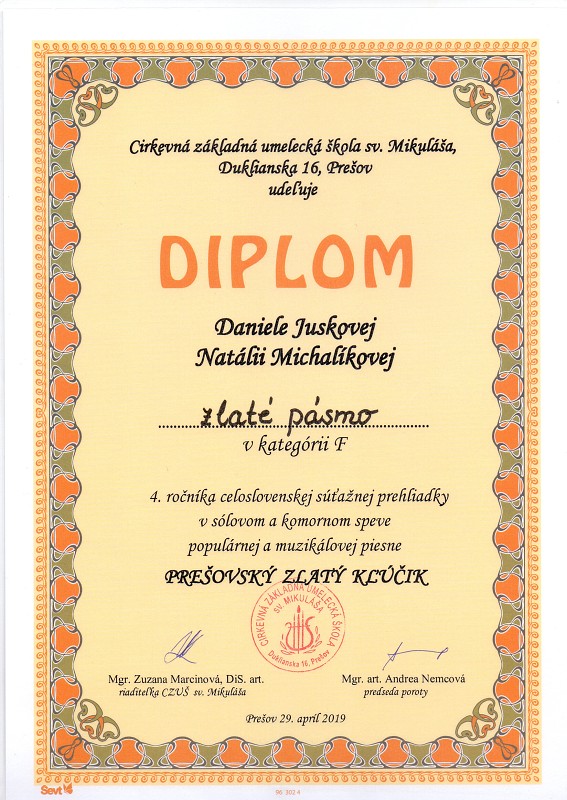 Cirkevná základná umelecká škola sv. Mikuláša,
Duklianska 16, Prešov
udeľuje
DIPLOM
Daniele Juskovej
Natálii Michalíkovej
zlaté pásmo
v kategórii F
4. ročníka celoslovenskej súťažnej prehliadky
v sólovom a komornom speve
populárnej a muzikálovej piesne
PREŠOVSKÝ ZLATÝ KĽÚČIK
CIRKEVNÁ ZÁKLADNÁ UMELECKÁ ŠKOLA
SV. MIKULÁŠA
Duklianska 16, Prešov
Mgr. Zuzana Marcinová, DiS. art.
riaditeľka CZUŠ sv. Mikuláša
Mgr. art. Andrea Nemcová
predseda poroty
Prešov 29. apríl 2019
Sevt
96 302 4